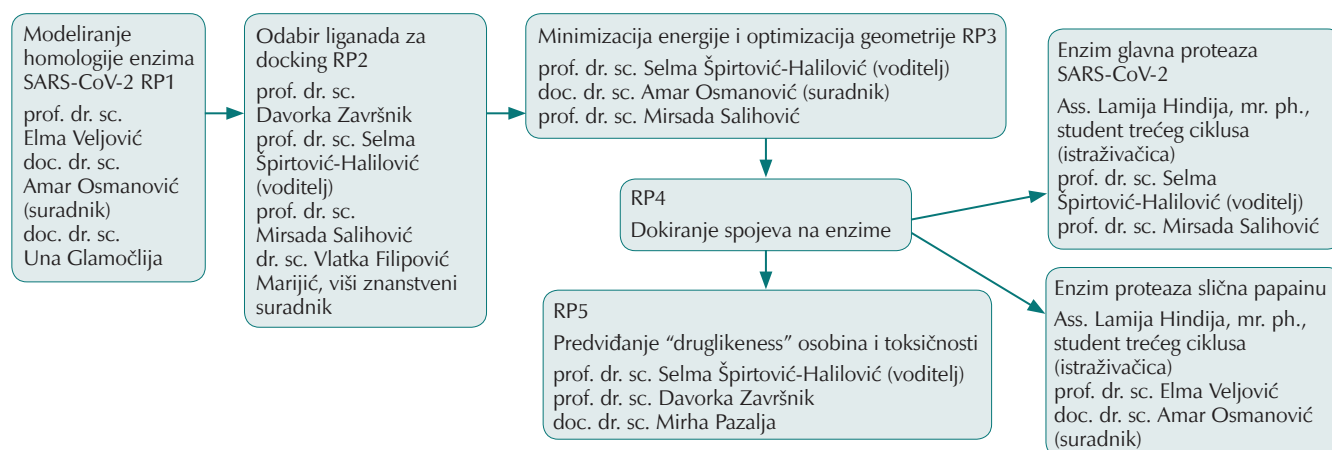 Modeliranje
homologije enzima
SARS-CoV-2 RP1
prof. dr. sc.
Elma Veljović
doc. dr. sc.
Amar Osmanović
(suradnik)
doc. dr. sc.
Una Glamočlija
Odabir liganada za
docking RP2
prof. dr. sc.
Davorka Završnik
prof. dr. sc. Selma
Špirtović-Halilović
(voditelj)
prof. dr. sc.
Mirsada Salihović
dr. sc. Vlatka Filipović
Marijić, viši znanstveni
suradnik
Minimizacija energije i optimizacija geometrije RP3
prof. dr. sc. Selma Špirtović-Halilović (voditelj)
doc. dr. sc. Amar Osmanović (suradnik)
prof. dr. sc. Mirsada Salihović
RP4
Dokiranje spojeva na enzime
RP5
Predviđanje “druglikeness” osobina i toksičnosti
prof. dr. sc. Selma Špirtović-Halilović (voditelj)
prof. dr. sc. Davorka Završnik
doc. dr. sc. Mirha Pazalja
Enzim glavna proteaza
SARS-CoV-2
Ass. Lamija Hindija, mr. ph.,
student trećeg ciklusa
(istraživačica)
prof. dr. sc. Selma
Špirtović-Halilović (voditelj)
prof. dr. sc. Mirsada Salihović
Enzim proteaza slična papainu
Ass. Lamija Hindija, mr. ph.,
student trećeg ciklusa
(istraživačica)
prof. dr. sc. Elma Veljović
doc. dr. sc. Amar Osmanović
(suradnik)